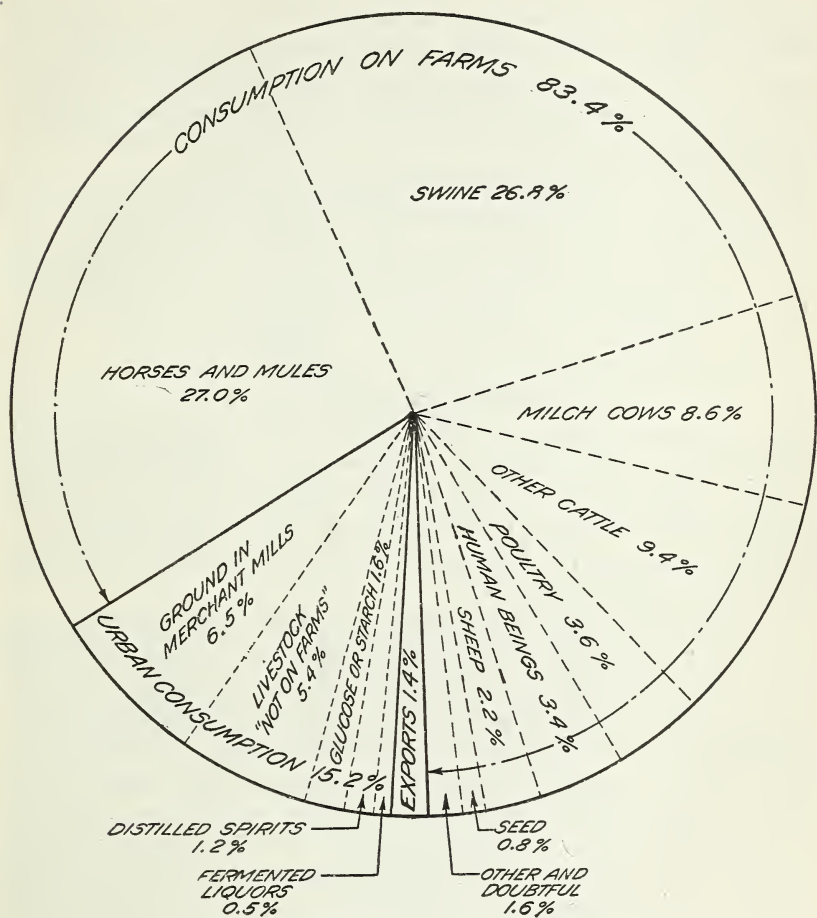 CONSUMPTION ON FARMS 83.4%
SWINE 26.8%
HORSES AND MULES
27.0%
MILCH COWS 8.6%
OTHER CATTLE 9.4%
POULTRY 3.6%
HUMAN BEINGS 3.4%
SHEEP 2.2%
GROUND IN
MERCHANT MILLS
6.5%
LIVESTOCK
"NOT ON FARMS"
5.4%
GLUCOSE OR STARCH 1.6%
EXPORTS 1.4%
URBAN CONSUMPTION 15.2%
DISTILLED SPIRITS
1.2%
FERMENTED
LIQUORS
0.5%
SEED
0.8%
OTHER AND
DOUBTFUL
1.6%